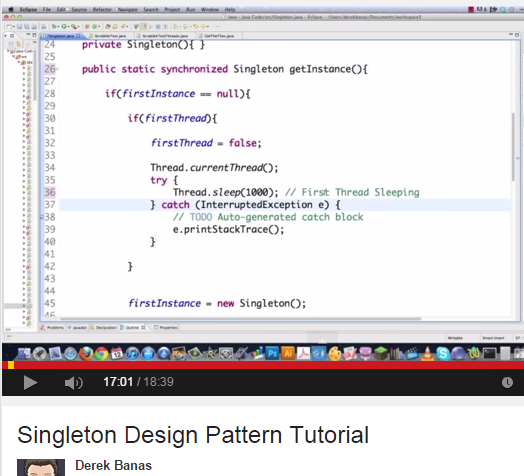 Eclipse File Edit Source Refactor Navigate Search Project Run Window Help
Java - Java Code/src/Singleton.java - Eclipse - /Users/derekbanas/Documents/workspace3
Singleton.java ScrabbleTest.java ScrabbleTestThreads.java GetTheTiles.java
24 private Singleton(){ }
25
26 public static synchronized Singleton getInstance(){
27
28 if(firstInstance == null){
29
30 if(firstThread){
31
32 firstThread = false;
33
34 Thread.currentThread();
35 try {
36 Thread.sleep(1000); // First Thread Sleeping
37 } catch (InterruptedException e) {
38 // TODO Auto-generated catch block
39 e.printStackTrace();
40 }
41
42 }
43
44
45 firstInstance = new Singleton();
46
Problems Javadoc Declaration Outline Properties
Writable Smart Insert
17:01 / 18:39
Singleton Design Pattern Tutorial
Derek Banas